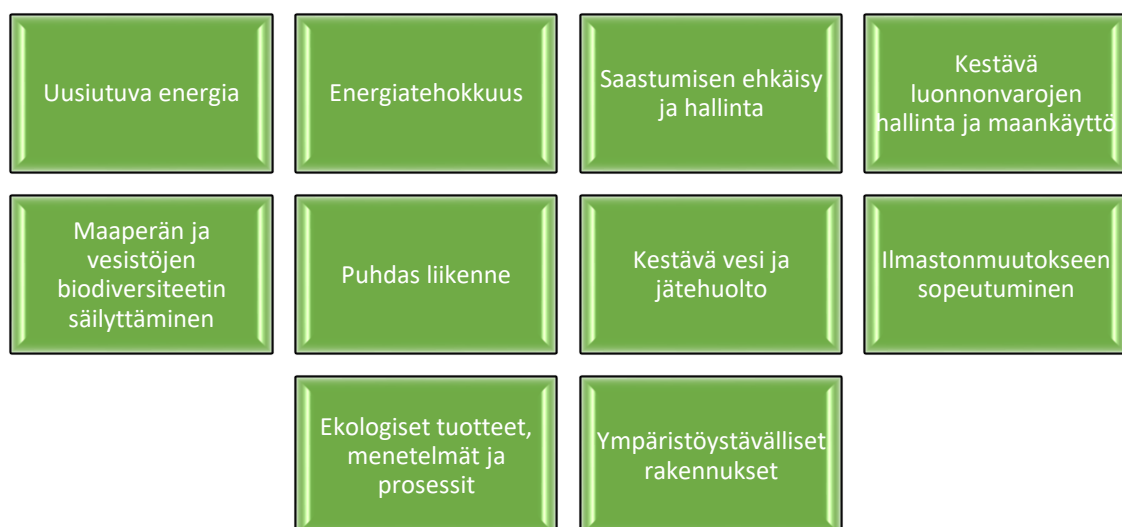 Uusiutuva energia
Energiatehokkuus
Saastumisen ehkäisy
ja hallinta
Kestävä
luonnonvarojen
hallinta ja maankäyttö
Maaperän ja
vesistöjen
biodiversiteetin
säilyttäminen
Puhdas liikenne
Kestävä vesi ja
jätehuolto
Ilmastonmuutokseen
sopeutuminen
Ekologiset tuotteet,
menetelmät ja
prosessit
Ympäristöystävälliset
rakennukset